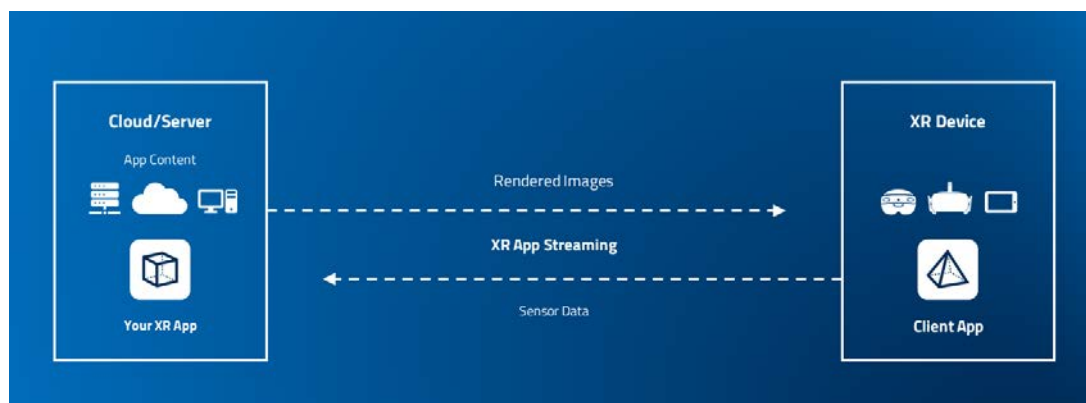 Cloud/Server
App Content
Your XR App
Rendered Images
XR App Streaming
Sensor Data
XR Device
Client App